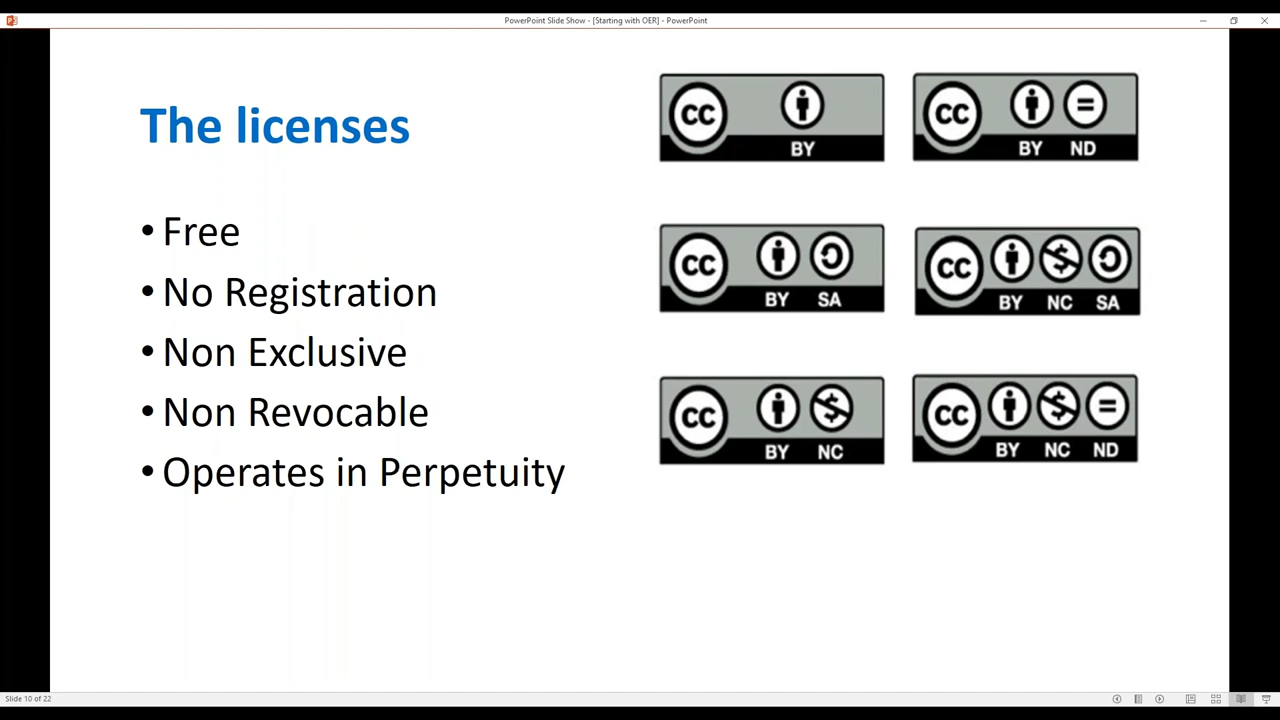 PowerPoint Slide Show - [Starting with OER] - PowerPoint
The licenses
• Free
• No Registration
• Non Exclusive
• Non Revocable
• Operates in Perpetuity
CC BY
CC BY ND
CC BY SA
CC BY NC SA
CC BY NC
CC BY NC ND
Slide 10 of 22